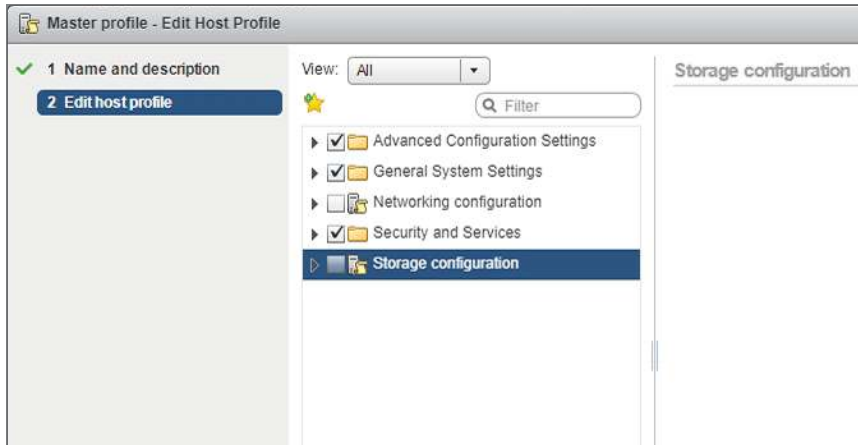 Master profile - Edit Host Profile
1 Name and description
2 Edit host profile
View: All
Filter
Advanced Configuration Settings
General System Settings
Networking configuration
Security and Services
Storage configuration
Storage configuration